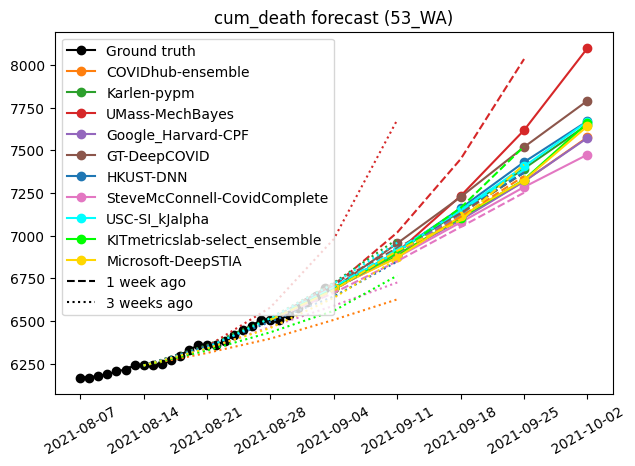 cum_death forecast (53_WA)
8000
7750
7500
7250
7000
6750
6500
6250
Ground truth
COVIDhub-ensemble
Karlen-pypm
UMass-MechBayes
Google_Harvard-CPF
GT-DeepCOVID
HKUST-DNN
SteveMcConnell-CovidComplete
USC-SI_kJalpha
KITmetricslab-select_ensemble
Microsoft-DeepSTIA
1 week ago
3 weeks ago
2021-08-07
2021-08-14
2021-08-21
2021-08-28
2021-09-04
2021-09-11
2021-09-18
2021-09-25
2021-10-02